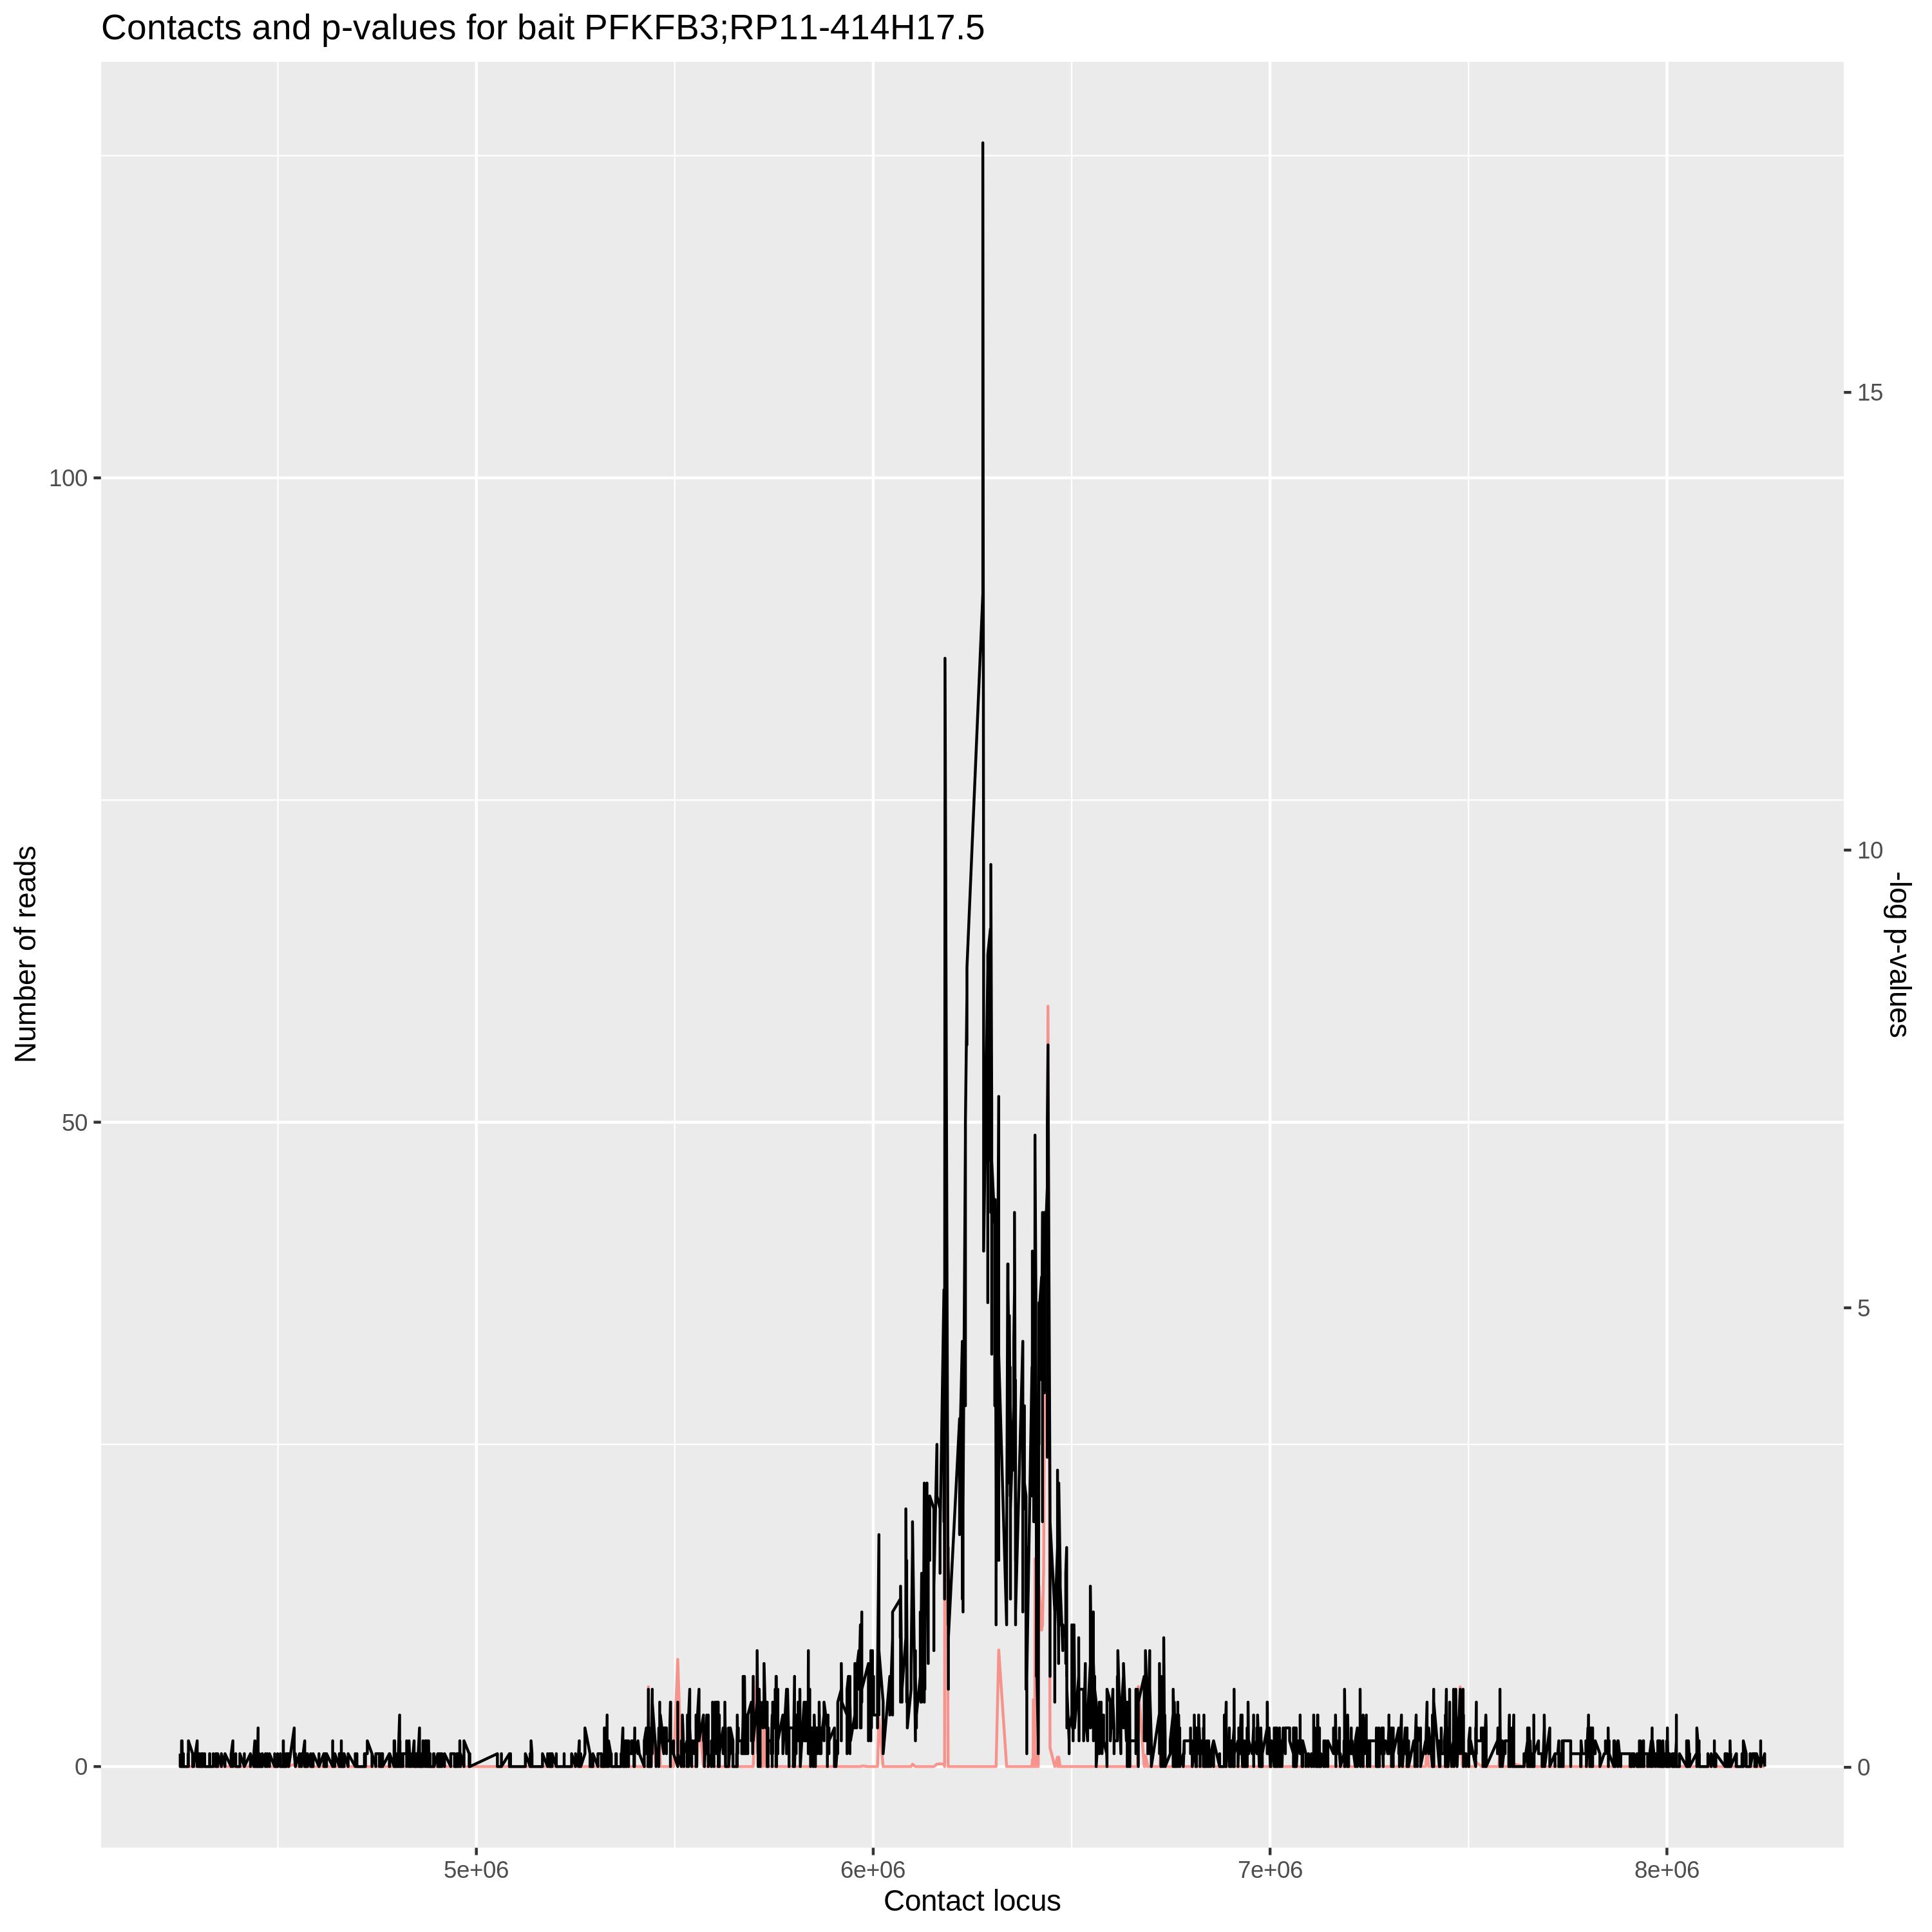 Contacts and p-values for bait PFKFB3;RP11-414H17.5
100
50
0
Number of reads
15
10
5
0
-log p-values
5e+06
6e+06
7e+06
8e+06
Contact locus